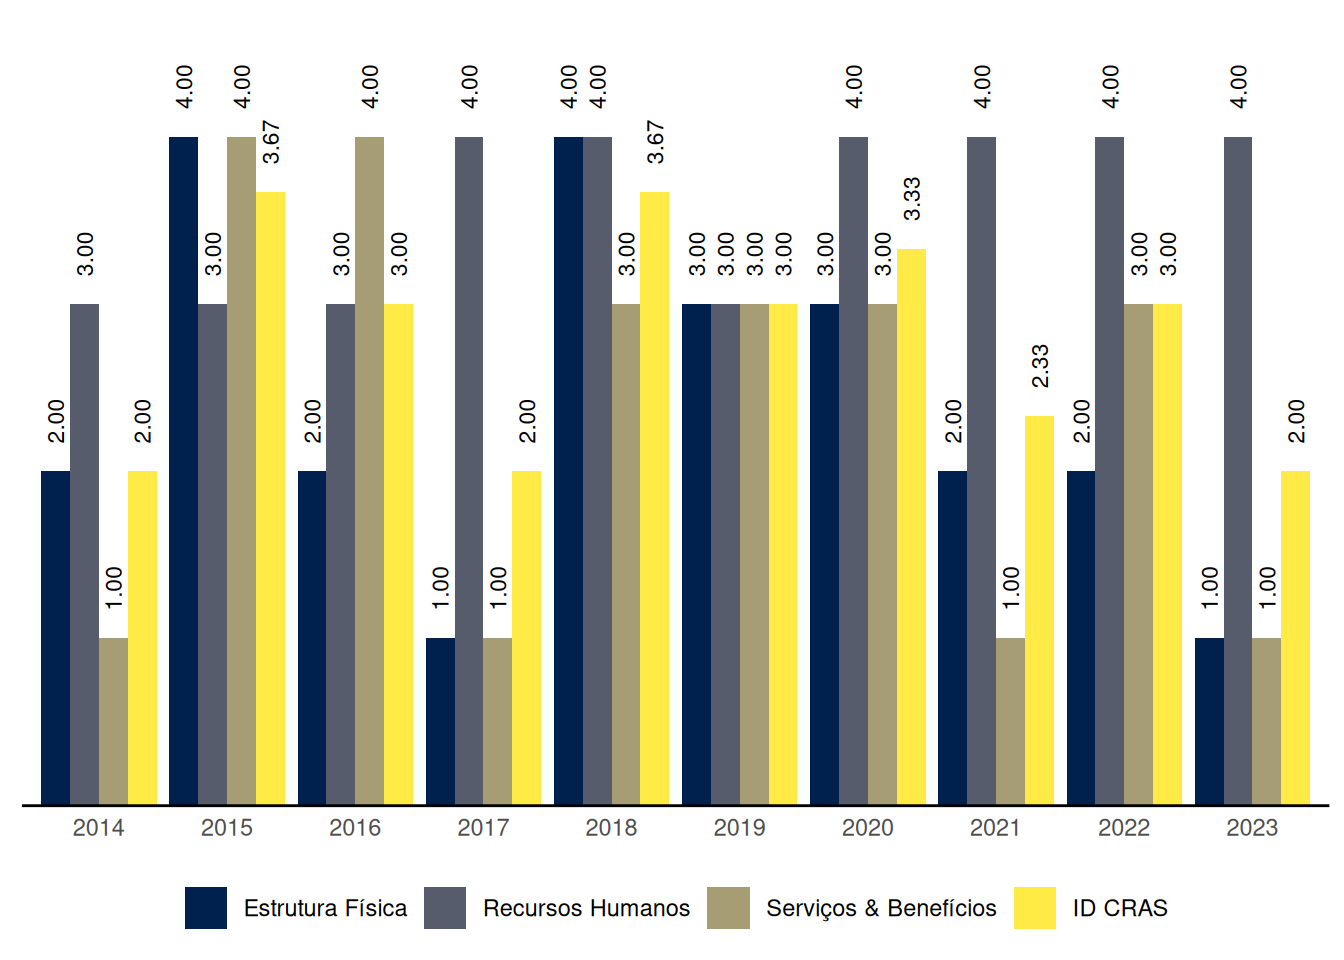 4.00 4.00 4.00 4.00 4.00 4.00 4.00 4.00 4.00 4.00
3.67 3.67
3.33
3.00 3.00 3.00 3.00 3.00 3.00 3.00 3.00 3.00 3.00 3.00 3.00 3.00
2.33
2.00 2.00 2.00 2.00 2.00 2.00 2.00
1.00 1.00 1.00 1.00 1.00 1.00
2014 2015 2016 2017 2018 2019 2020 2021 2022 2023
Estrutura Física Recursos Humanos Serviços & Benefícios ID CRAS